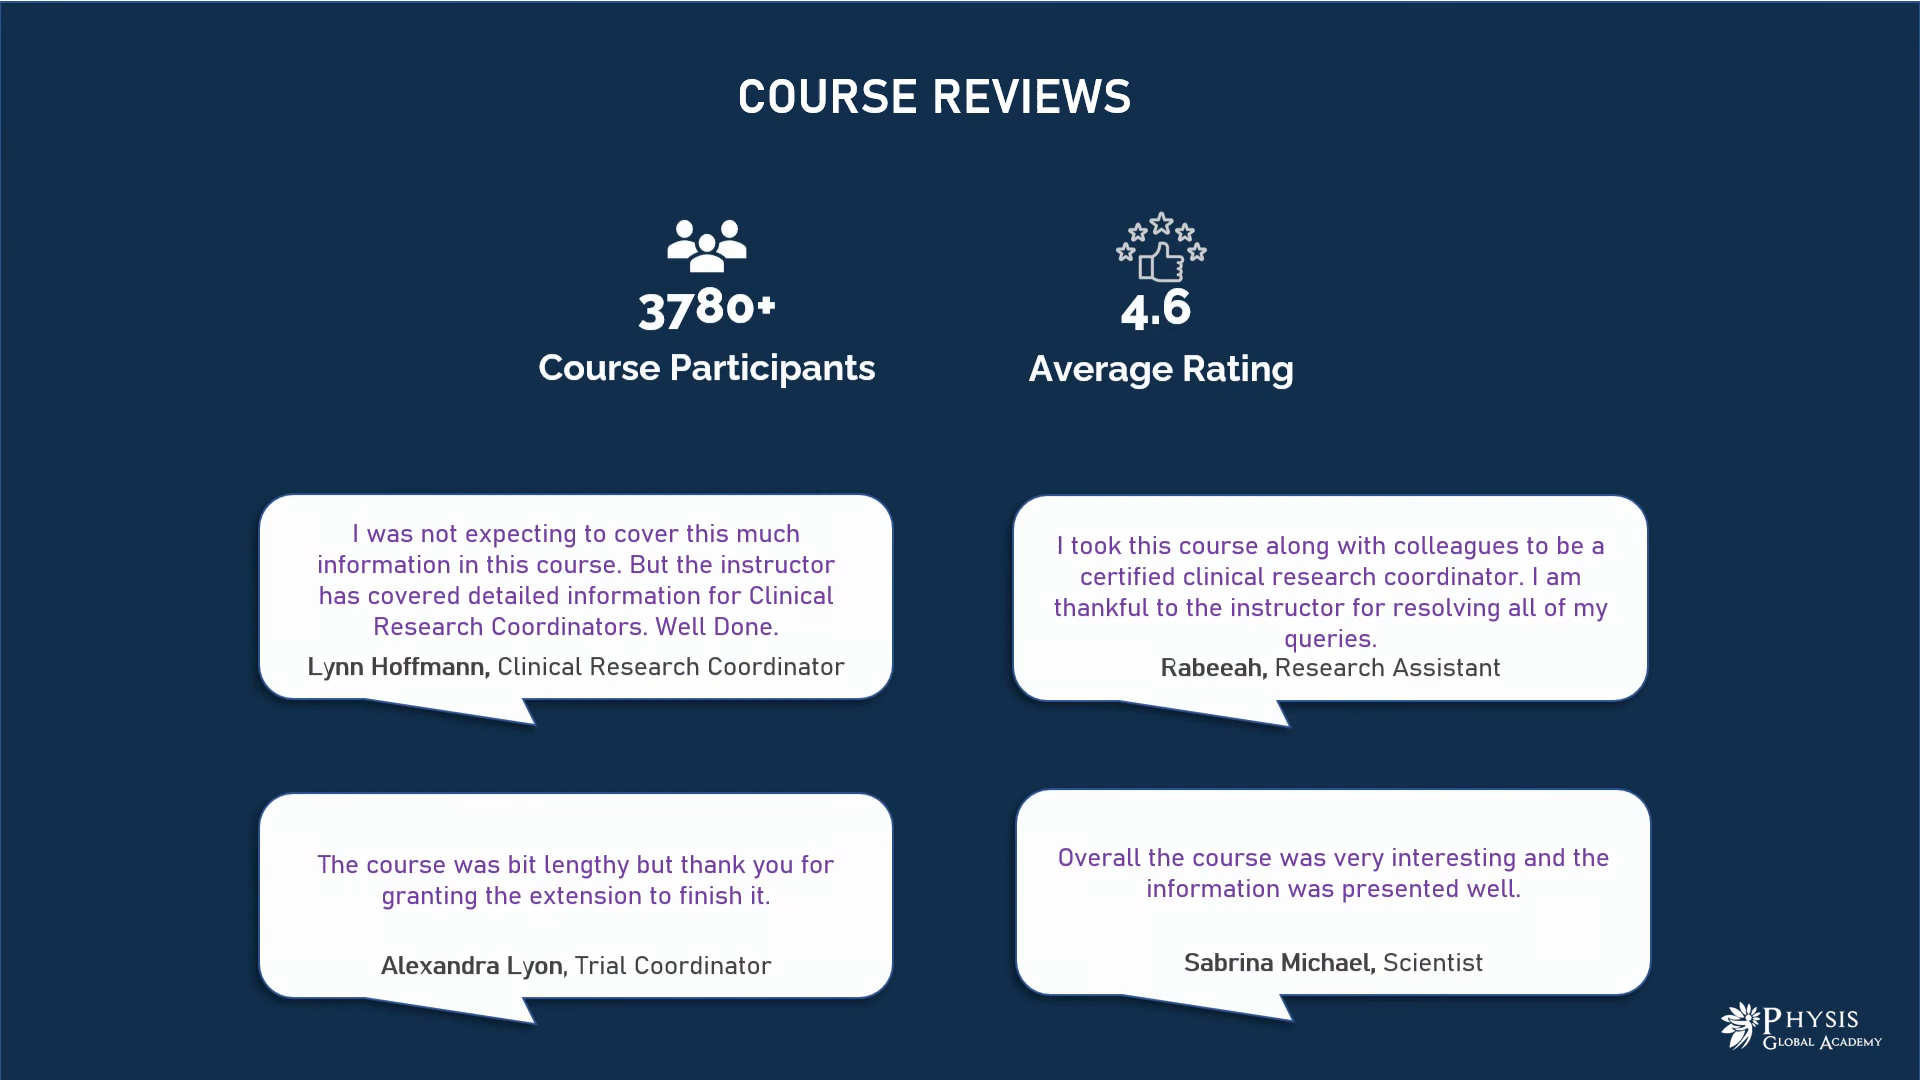 COURSE REVIEWS
3780+
Course Participants
4.6
Average Rating
I was not expecting to cover this much
information in this course. But the instructor
has covered detailed information for Clinical
Research Coordinators. Well Done.
Lynn Hoffmann, Clinical Research Coordinator
I took this course along with colleagues to be a
certified clinical research coordinator. I am
thankful to the instructor for resolving all of my
queries.
Rabeeah, Research Assistant
The course was bit lengthy but thank you for
granting the extension to finish it.
Alexandra Lyon, Trial Coordinator
Overall the course was very interesting and the
information was presented well.
Sabrina Michael, Scientist
PHYSIS
GLOBAL ACADEMY